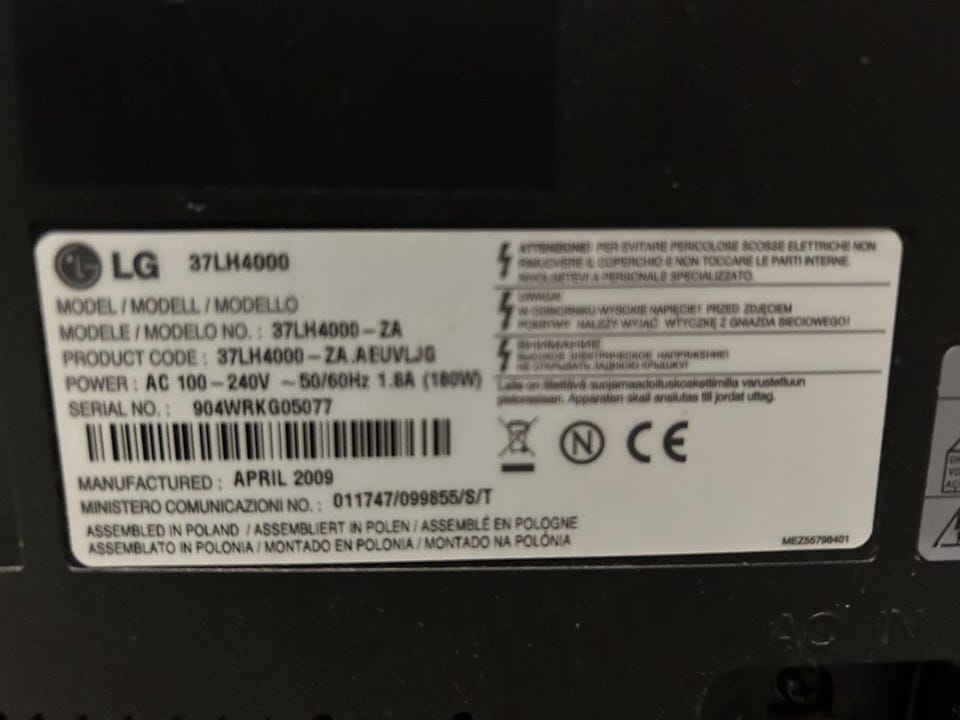 LG 37LH4000
MODEL / MODELL / MODELLO
MODELE / MODELO NO. : 37LH4000-ZA
PRODUCT CODE : 37LH4000-ZA.AEUVLJG
POWER : AC 100-240V ~50/60Hz 1.8A (180W)
SERIAL NO. : 904WRKG05077
MANUFACTURED : APRIL 2009
MINISTERO COMUNICAZIONI NO. : 011747/099855/S/T
ASSEMBLED IN POLAND / ASSEMBLIERT IN POLEN / ASSEMBLÉ EN POLOGNE
ASSEMBLATO IN POLONIA / MONTADO EN POLONIA / MONTADO NA POLÓNIA
ATTENZIONE! PER EVITARE PERICOLOSE SCOSSE ELETTRICHE NON
RIMUOVERE IL COPERCHIO E NON TOCCARE LE PARTI INTERNE.
RIVOLGETEVI A PERSONALE SPECIALIZZATO.
UWAGA!
W ODBIORNIKU WYSOKIE NAPIĘCIE! PRZED ZDJĘCIEM
POKRYWY NALEŻY WYJĄĆ WTYCZKĘ Z GNIAZDA SIECIOWEGO!
ВНИМАНИЕ
ВЫСОКОЕ ЭЛЕКТРИЧЕСКОЕ НАПРЯЖЕНИЕ!
НЕ ОТКРЫВАТЬ ЗАДНЮЮ КРЫШКУ!
Laite on liitettävä suojamaadoituskoskettimilla varustettuun
pistorasiaan. Apparaten skall anslutas till jordat uttag.
N CE
MEZ55798401
AC IN